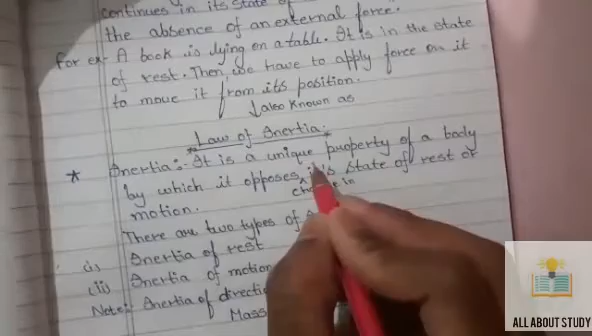 continues in its state of
the absence of an external force.
For ex- A book is lying on a table. It is in the state
of rest. Then we have to apply force on it
to move it from its position.
also known as
Law of Inertia:
* Inertia:- It is a unique property of a body
by which it opposes its state of rest or
change in
motion.
There are two types of
(i) Inertia of rest
(ii) Inertia of motion
Note: Inertia of direction
Mass
ALL ABOUT STUDY